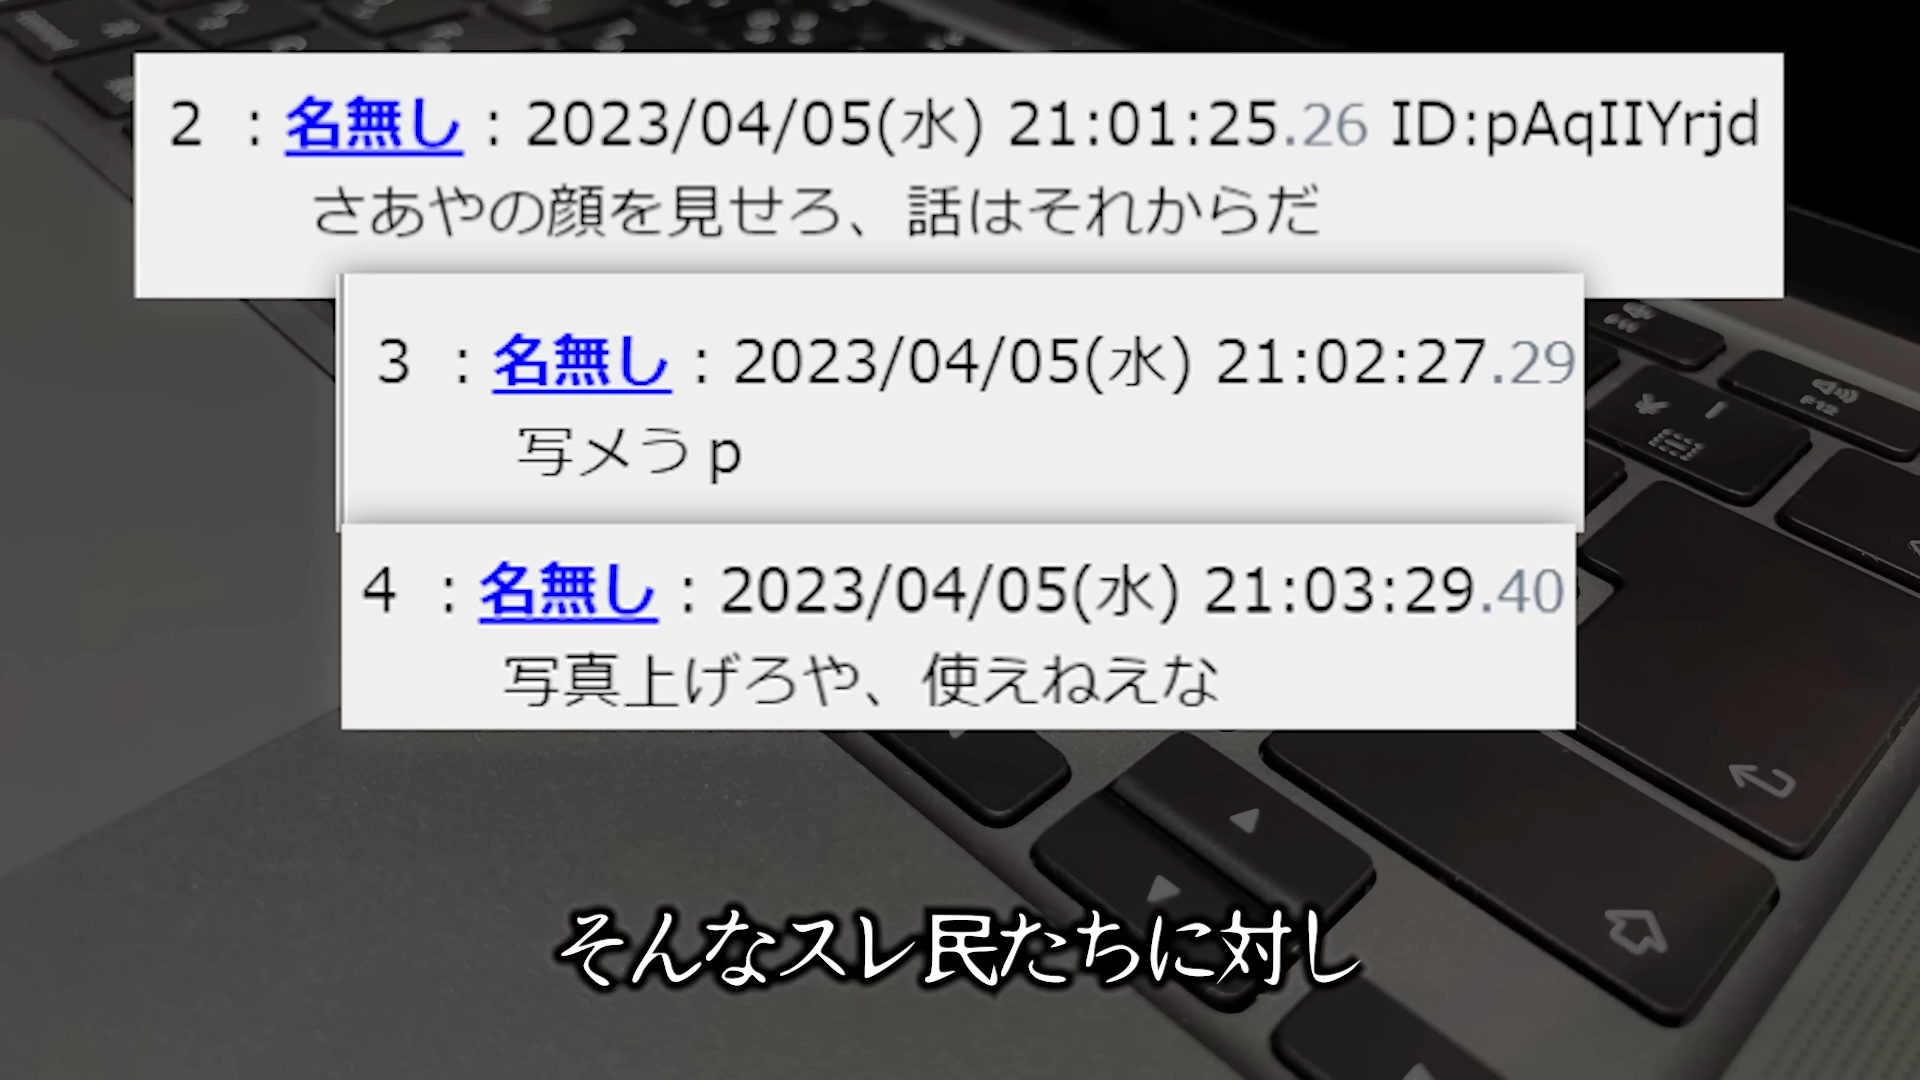 2 ：名無し：2023/04/05(水) 21:01:25.26 ID:pAqIIYrjd
さあやの顔を見せろ、話はそれからだ
3 ：名無し：2023/04/05(水) 21:02:27.29
写メうｐ
4 ：名無し：2023/04/05(水) 21:03:29.40
写真上げろや、使えねえな
F12
そんなスレ民たちに対し